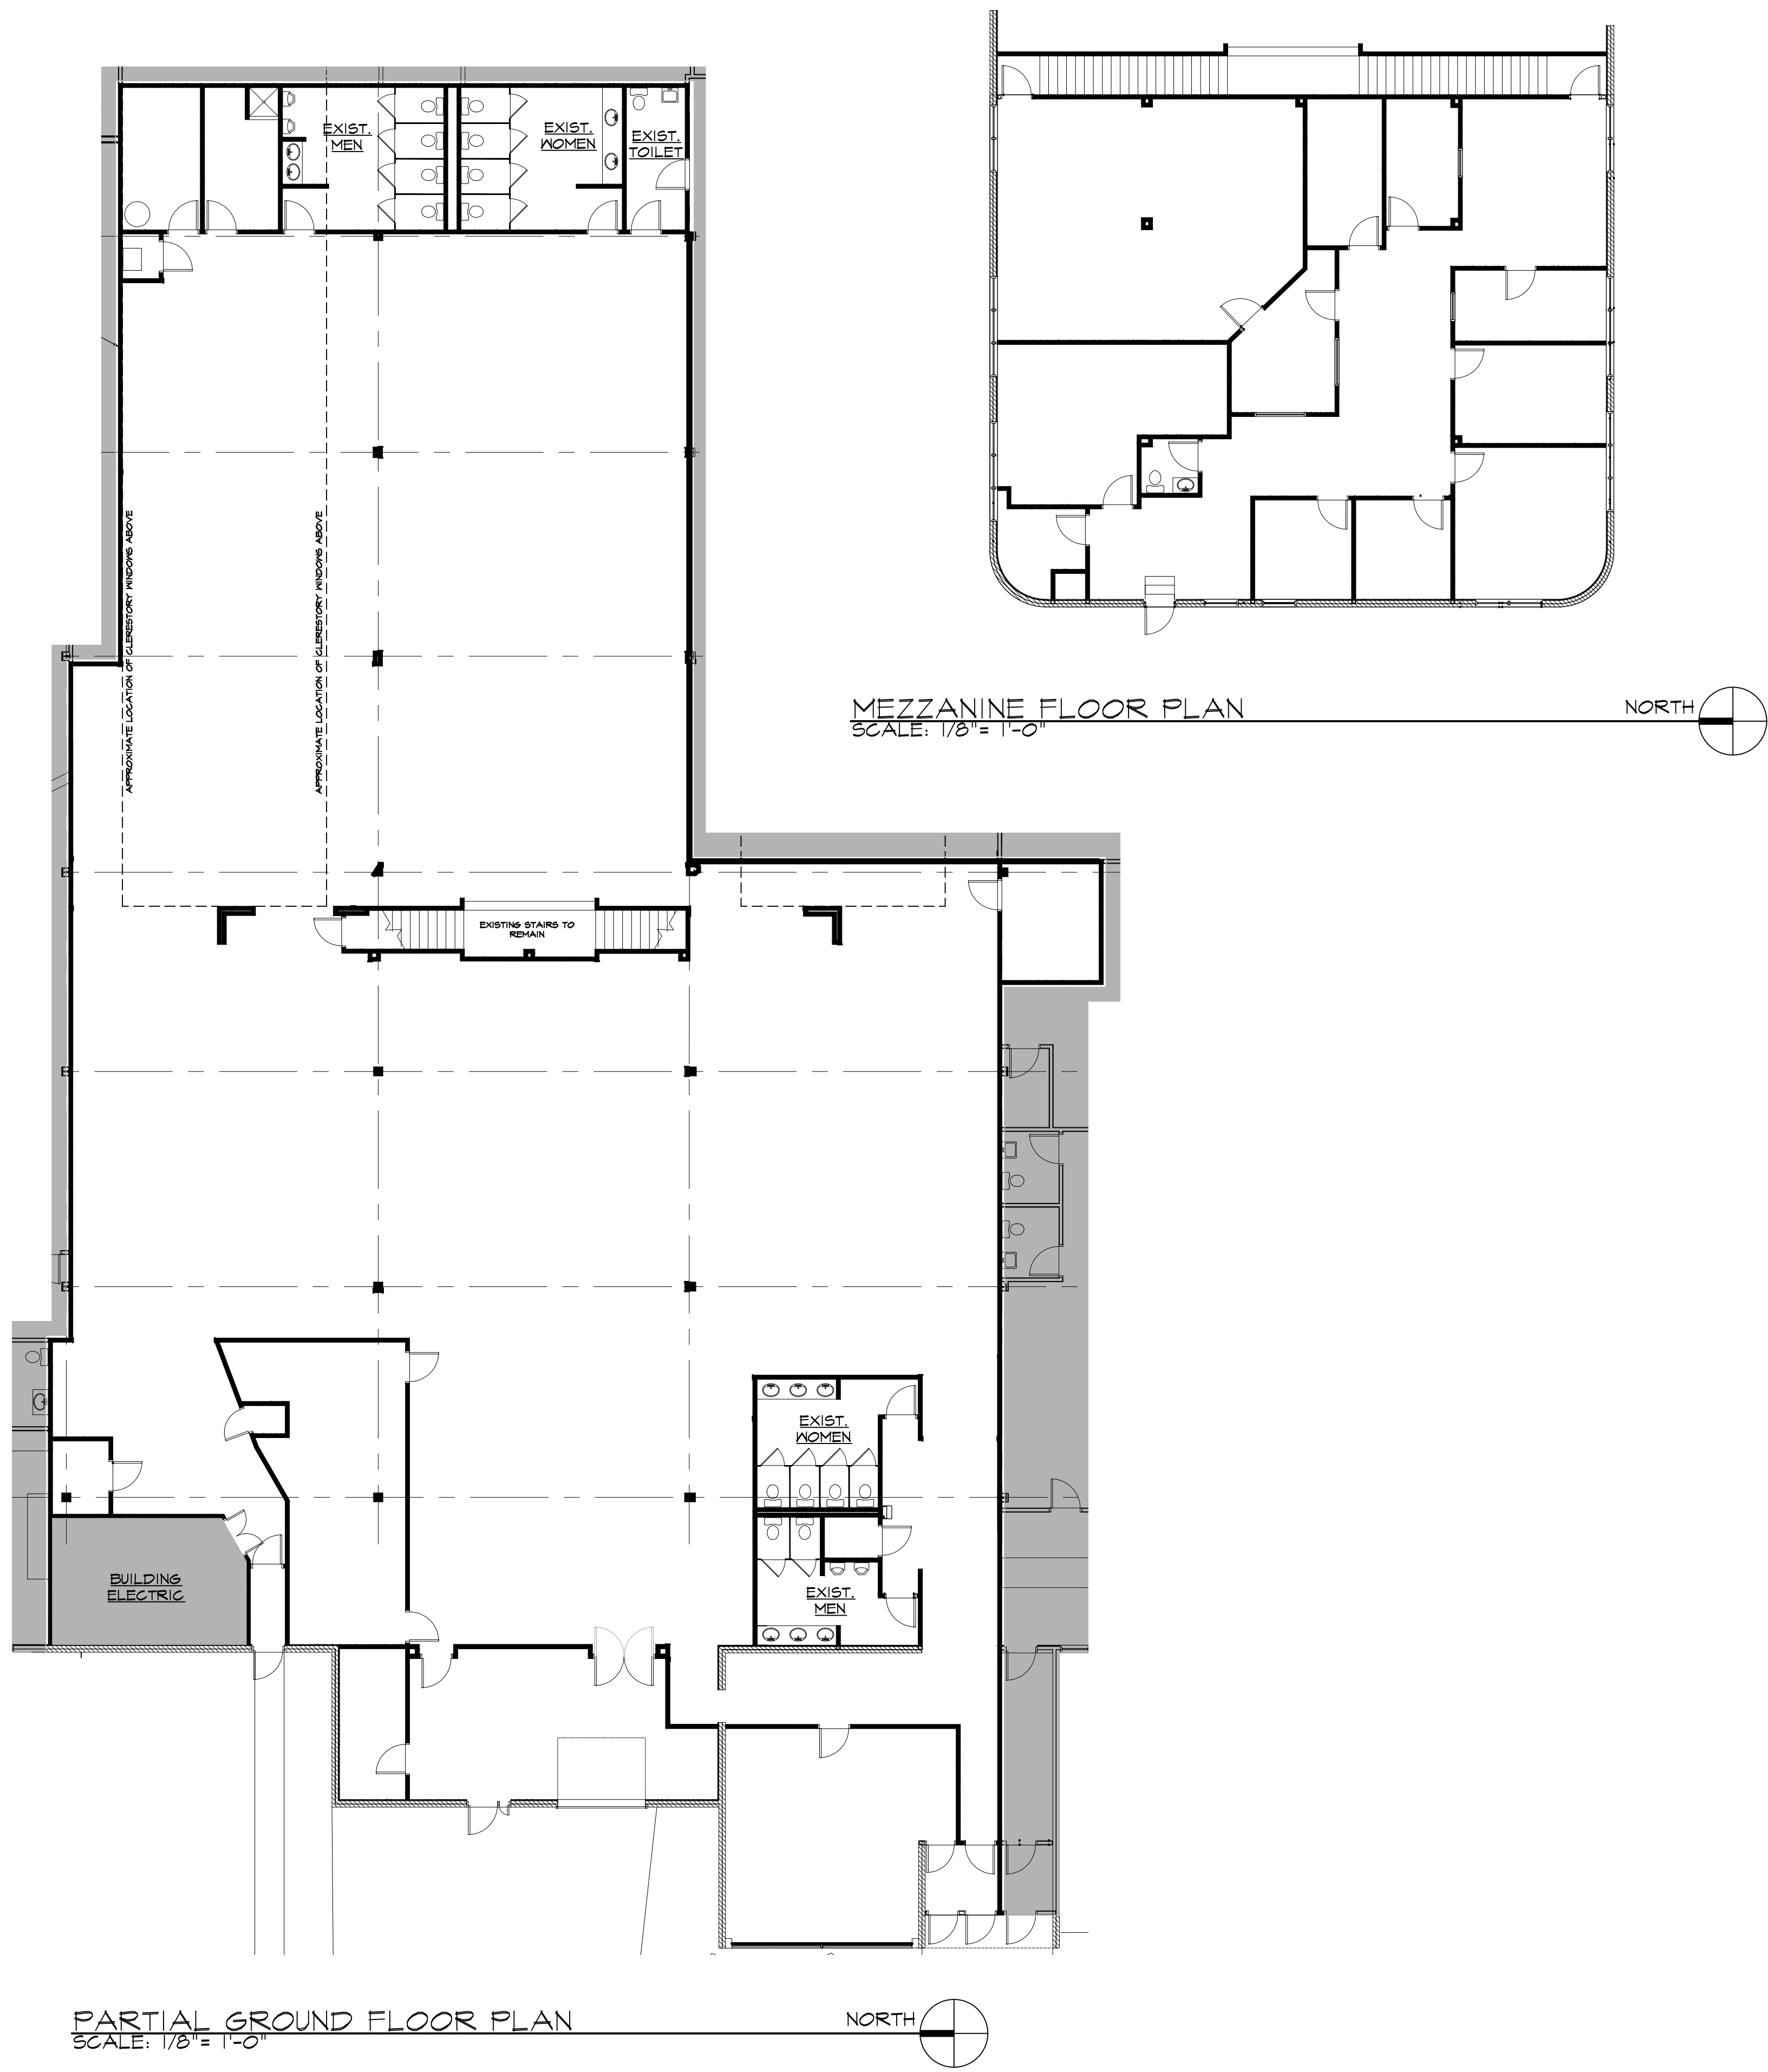 EXIST.
MEN
EXIST.
WOMEN
EXIST.
TOILET
APPROXIMATE LOCATION OF CLERESTORY WINDOWS ABOVE
APPROXIMATE LOCATION OF CLERESTORY WINDOWS ABOVE
MEZZANINE FLOOR PLAN
SCALE: 1/8"= 1'-0"
NORTH
EXISTING STAIRS TO
REMAIN
EXIST.
WOMEN
BUILDING
ELECTRIC
EXIST.
MEN
PARTIAL GROUND FLOOR PLAN
SCALE: 1/8"= 1'-0"
NORTH